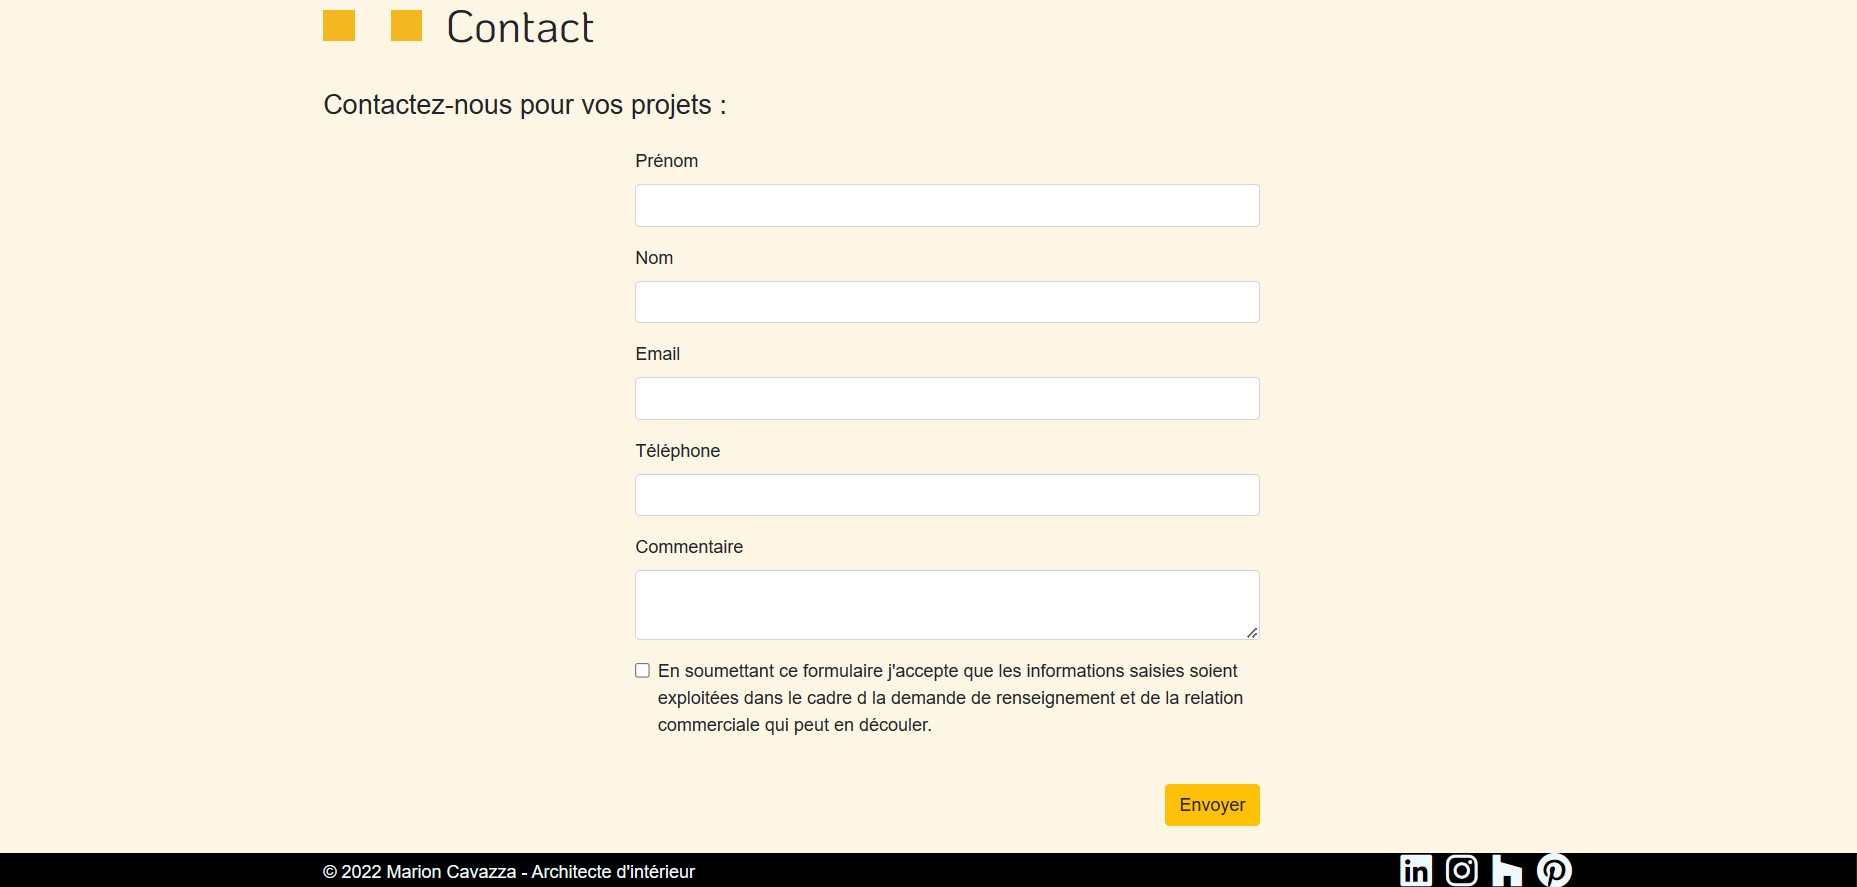 Contact
Contactez-nous pour vos projets :
Prénom
Nom
Email
Téléphone
Commentaire
En soumettant ce formulaire j'accepte que les informations saisies soient
exploitées dans le cadre d la demande de renseignement et de la relation
commerciale qui peut en découler.
Envoyer
© 2022 Marion Cavazza - Architecte d'intérieur